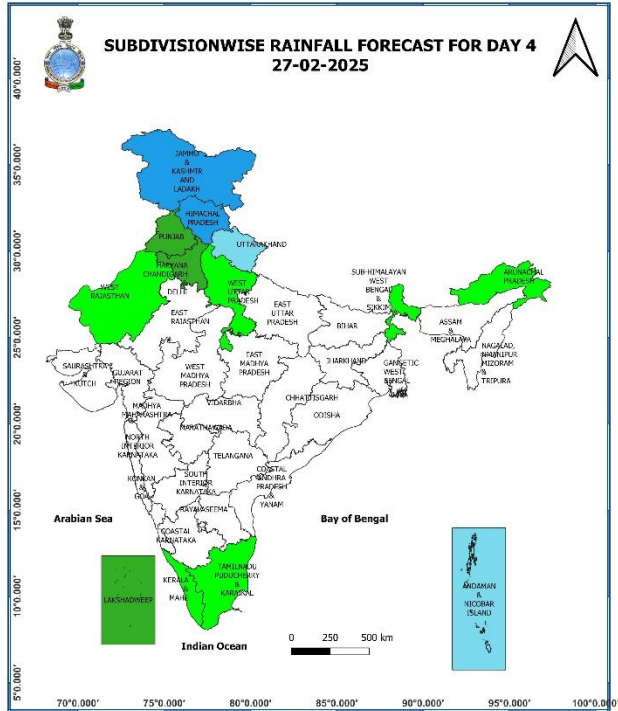 SUBDIVISIONWISE RAINFALL FORECAST FOR DAY 4
27-02-2025
40°0.000'
35°0.000'
30°0.000'
25°0.000'
20°0.000'
15°0.000'
10°0.000'
5°0.000'
JAMMU
&
KASHMIR
AND
LADAKH
HIMACHAL
PRADESH
PUNJAB
UTTARAKHAND
HARYANA
CHANDIGARH
&
DELHI
WEST
RAJASTHAN
WEST
UTTAR
PRADESH
SUB-HIMALAYAN
WEST
BENGAL
&
SIKKIM
ARUNACHAL
PRADESH
EAST
RAJASTHAN
EAST
UTTAR
PRADESH
BIHAR
ASSAM
&
MEGHALAYA
NAGALAD,
MANIPUR
MIZORAM
&
TRIPURA
SAURASHTRA
&
KUTCH
GUJARAT
REGION
WEST
MADHYA
PRADESH
EAST
MADHYA
PRADESH
JHARKHAND
GANGETIC
WEST
BENGAL
CHHATTISGARH
ODISHA
MADHYA
MAHARASHTRA
VIDARBHA
MARATHAWADA
NORTH
INTERIOR
KARNATAKA
TELANGANA
KONKAN
&
GOA
SOUTH
INTERIOR
KARNATAKA
COASTAL
ANDHRA
PRADESH
&
YANAM
RAYALASEEMA
Arabian Sea
Bay of Bengal
COASTAL
KARNATAKA
LAKSHADWEEP
KERALA
&
MAHE
TAMILNADU
PUDUCHERRY
&
KARAIKAL
ANDAMAN
&
NICOBAR
ISLAND
Indian Ocean
0 250 500 km
70°0.000' 75°0.000' 80°0.000' 85°0.000' 90°0.000' 95°0.000' 100°0.000'